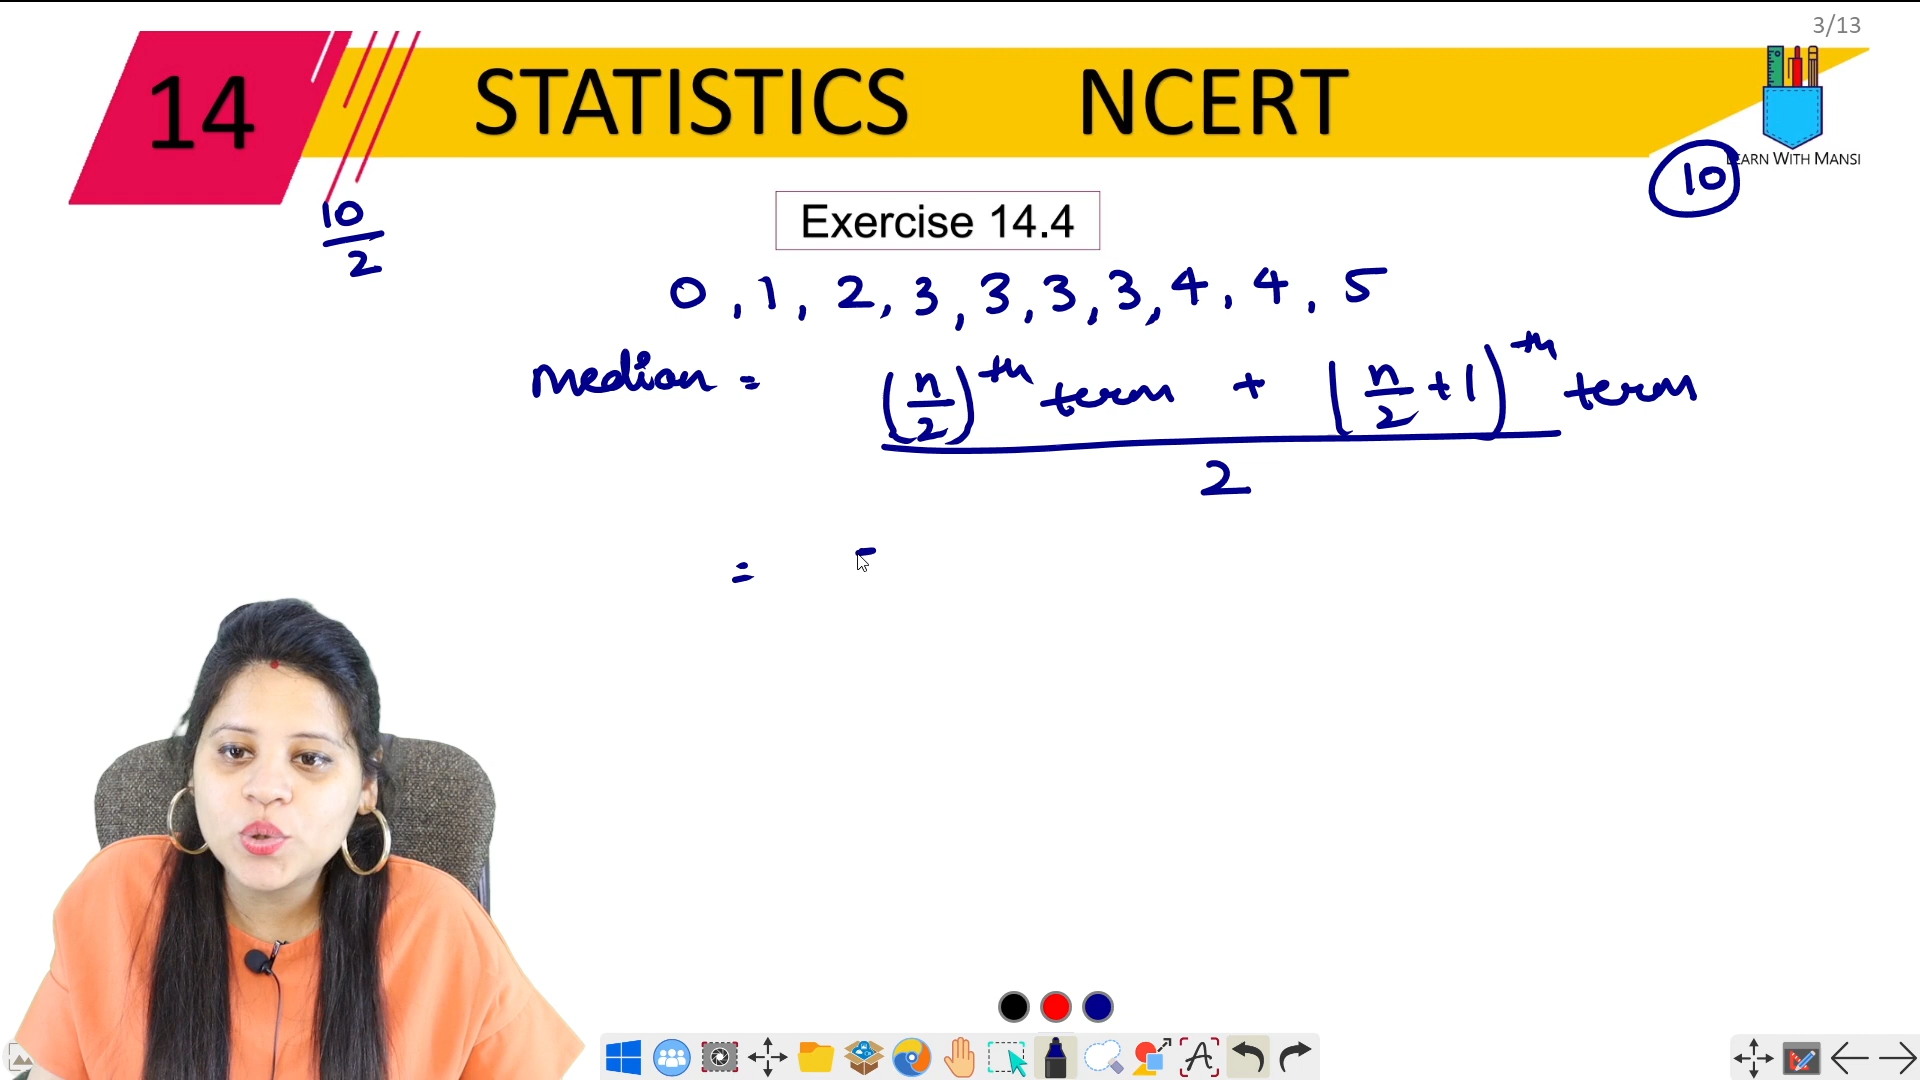 3/13
14 STATISTICS NCERT
LEARN WITH MANSI
10
10/2
Exercise 14.4
0, 1, 2, 3, 3, 3, 3, 4, 4, 5
median = (n/2)th term + (n/2 + 1)th term
2
=